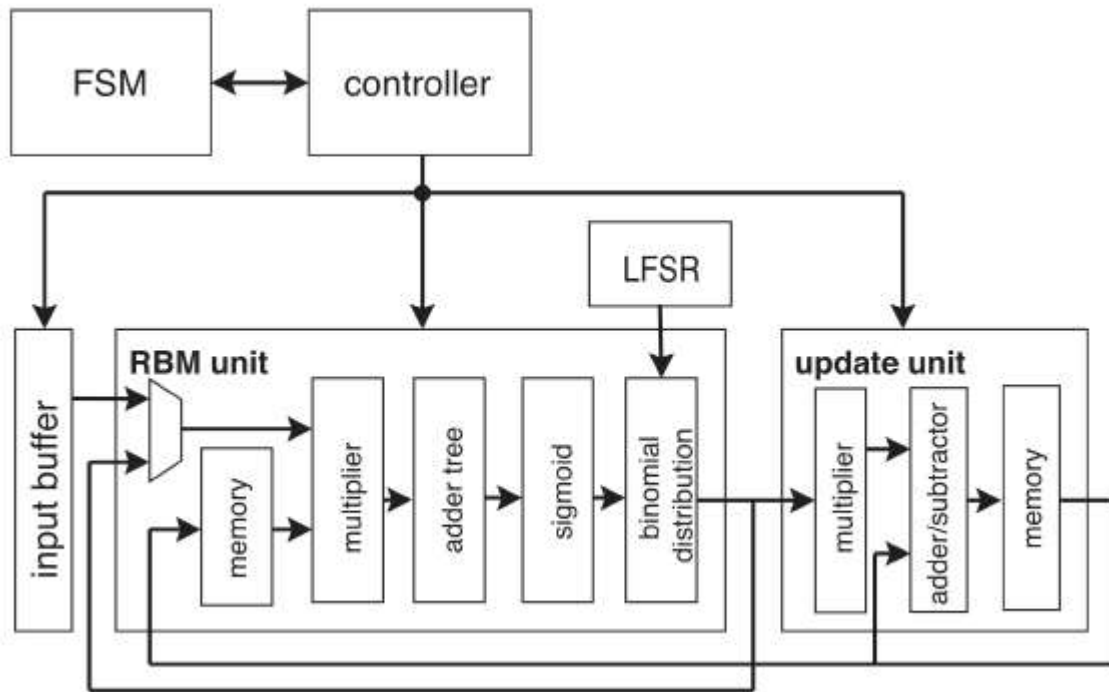 FSM
controller
LFSR
RBM unit
update unit
input buffer
memory
multiplier
adder tree
sigmoid
binomial
distribution
multiplier
adder/subtractor
memory